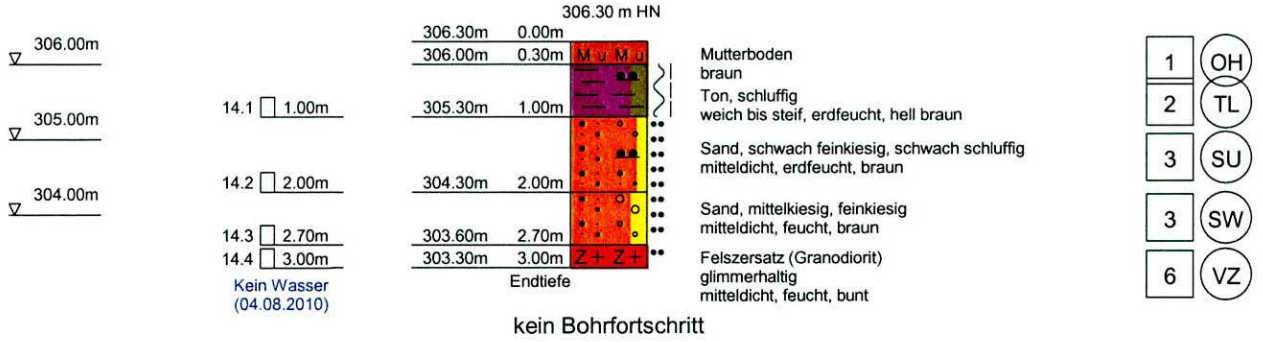 306.30 m HN
306.30m 0.00m
306.00m
306.00m 0.30m
Mu Mu
Mutterboden
braun
1 OH
14.1 1.00m
305.30m 1.00m
Ton, schluffig
weich bis steif, erdfeucht, hell braun
2 TL
305.00m
Sand, schwach feinkiesig, schwach schluffig
mitteldicht, erdfeucht, braun
3 SU
14.2 2.00m
304.30m 2.00m
304.00m
Sand, mittelkiesig, feinkiesig
mitteldicht, feucht, braun
3 SW
14.3 2.70m
303.60m 2.70m
14.4 3.00m
303.30m 3.00m
Z+ Z+
Felszersatz (Granodiorit)
glimmerhaltig
mitteldicht, feucht, bunt
6 VZ
Kein Wasser
(04.08.2010)
Endtiefe
kein Bohrfortschritt